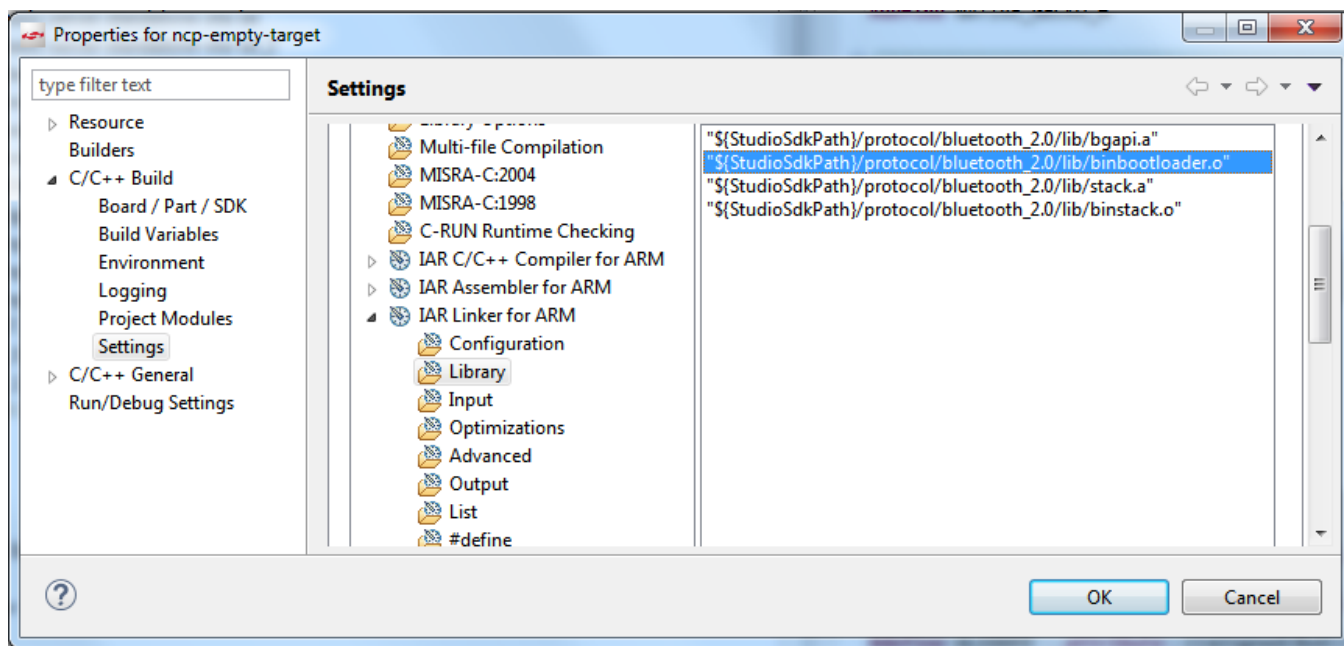 Properties for ncp-empty-target
type filter text
Resource
Builders
C/C++ Build
Board / Part / SDK
Build Variables
Environment
Logging
Project Modules
Settings
C/C++ General
Run/Debug Settings
Settings
Library Options
Multi-file Compilation
MISRA-C:2004
MISRA-C:1998
C-RUN Runtime Checking
IAR C/C++ Compiler for ARM
IAR Assembler for ARM
IAR Linker for ARM
Configuration
Library
Input
Optimizations
Advanced
Output
List
#define
"${StudioSdkPath}/protocol/bluetooth_2.0/lib/bgapi.a"
"${StudioSdkPath}/protocol/bluetooth_2.0/lib/binbootloader.o"
"${StudioSdkPath}/protocol/bluetooth_2.0/lib/stack.a"
"${StudioSdkPath}/protocol/bluetooth_2.0/lib/binstack.o"
OK
Cancel